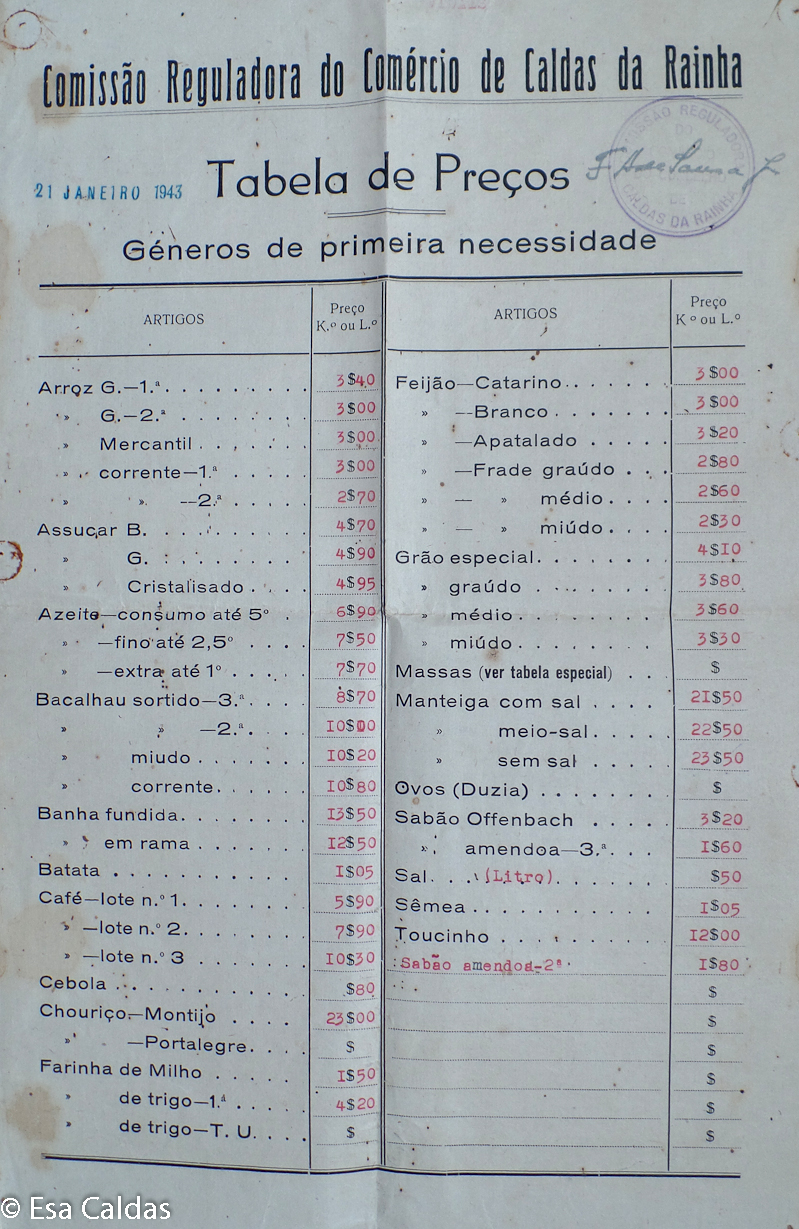 Comissão Reguladora do Comércio de Caldas da Rainha
21 JANEIRO 1943
Tabela de Preços
COMISSÃO REGULADORA DO
DE
CALDAS DA RAINHA
Géneros de primeira necessidade
ARTIGOS Preço K.º ou L.º
Arroz G.—1.ª 3$40
» G.—2.ª 3$00
» Mercantil 3$00
» corrente—1.ª 3$00
» » —2.ª 2$70
Assucar B. 4$70
» G. 4$90
» Cristalisado 4$95
Azeite—consumo até 5º 6$90
» —fino até 2,5º 7$50
» —extra até 1º 7$70
Bacalhau sortido—3.ª 8$70
» » —2.ª 10$00
» miudo 10$20
» corrente 10$80
Banha fundida 13$50
» em rama 12$50
Batata 1$05
Café—lote n.º 1 5$90
» —lote n.º 2 7$90
» —lote n.º 3 10$30
Cebola $80
Chouriço—Montijo 23$00
» —Portalegre $
Farinha de Milho 1$50
» de trigo—1.ª 4$20
» de trigo—T. U. $
ARTIGOS Preço K º ou L.º
Feijão—Catarino 3$00
» —Branco 3$00
» —Apatalado 3$20
» —Frade graúdo 2$80
» — » médio 2$60
» — » miúdo 2$30
Grão especial 4$10
» graúdo 3$80
» médio 3$60
» miúdo 3$30
Massas (ver tabela especial) $
Manteiga com sal 21$50
» meio-sal 22$50
» sem sal 23$50
Ovos (Duzia) $
Sabão Offenbach 3$20
» amendoa—3.ª 1$60
Sal (Litro) $50
Sêmea 1$05
Toucinho 12$00
Sabão amendoa-2ª 1$80
$
$
$
$
$
$
© Esa Caldas